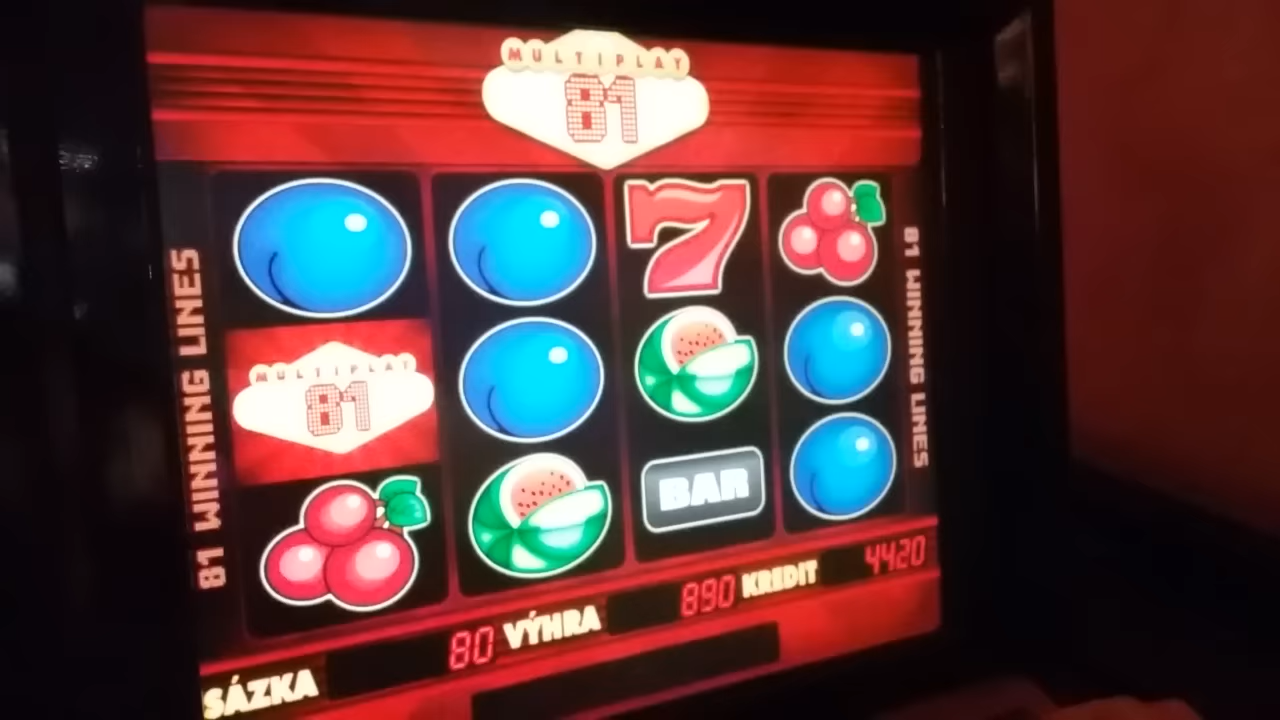 MULTIPLAY
81
81 WINNING LINES
81 WINNING LINES
MULTIPLAY
81
BAR
SÁZKA 80 VÝHRA 890 KREDIT 4420